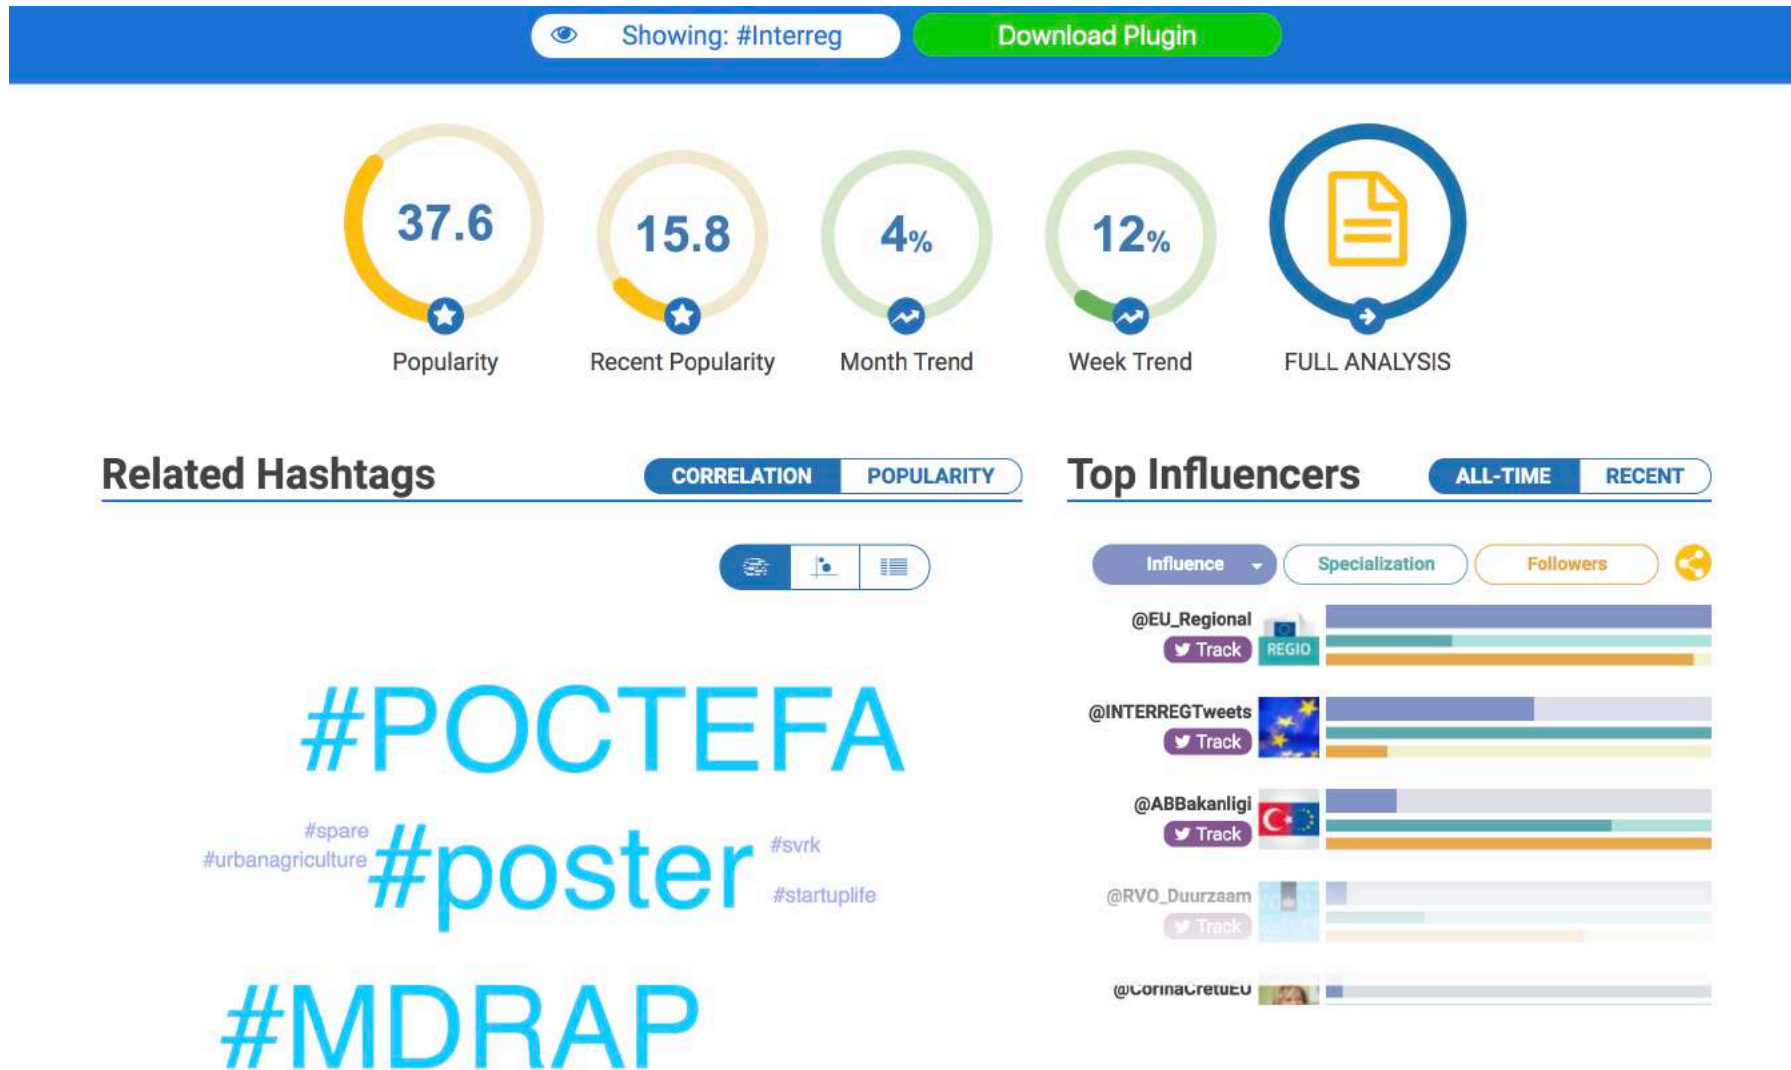 Showing: #Interreg
Download Plugin
37.6
15.8
4%
12%
Popularity
Recent Popularity
Month Trend
Week Trend
FULL ANALYSIS
Related Hashtags
CORRELATION
POPULARITY
#POCTEFA
#spare
#urbanagriculture
#poster
#svrk
#startuplife
#MDRAP
Top Influencers
ALL-TIME
RECENT
Influence
Specialization
Followers
@EU_Regional
Track
REGIO
@INTERREGTweets
Track
@ABBakanligi
Track
@RVO_Duurzaam
Track
@CorinaCretuEU